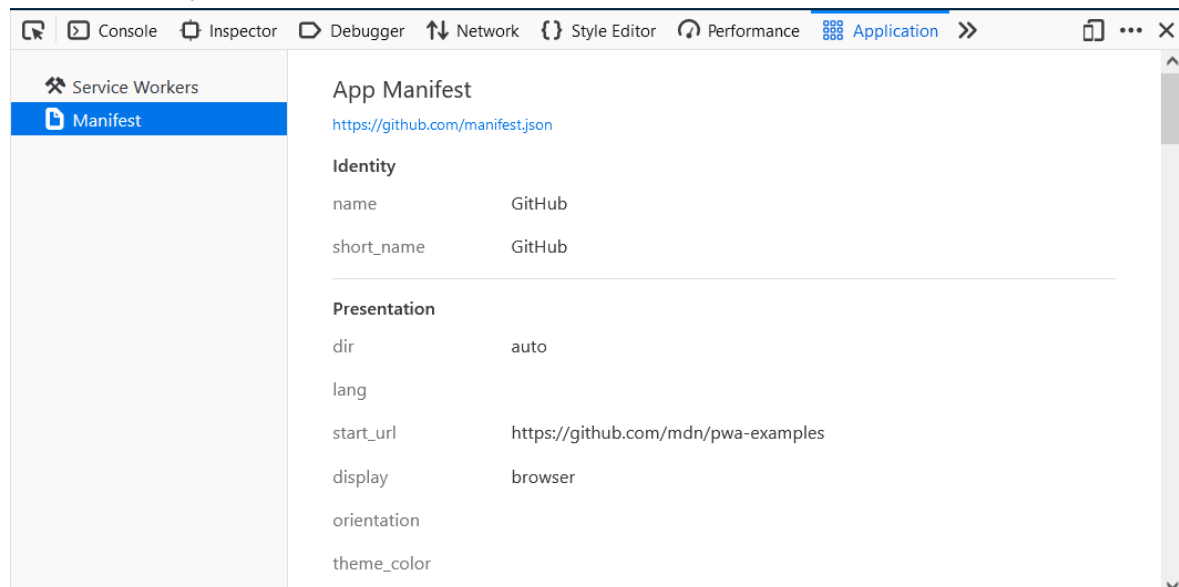 Console Inspector Debugger Network Style Editor Performance Application
Service Workers
Manifest
App Manifest
https://github.com/manifest.json
Identity
name GitHub
short_name GitHub
Presentation
dir auto
lang
start_url https://github.com/mdn/pwa-examples
display browser
orientation
theme_color